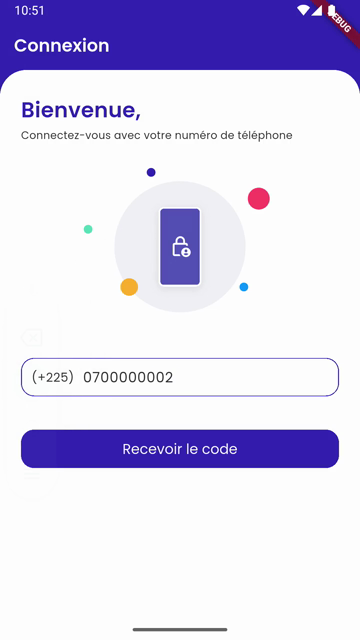 10:51
DEBUG
Connexion
Bienvenue,
Connectez-vous avec votre numéro de téléphone
(+225) 0700000002
Recevoir le code